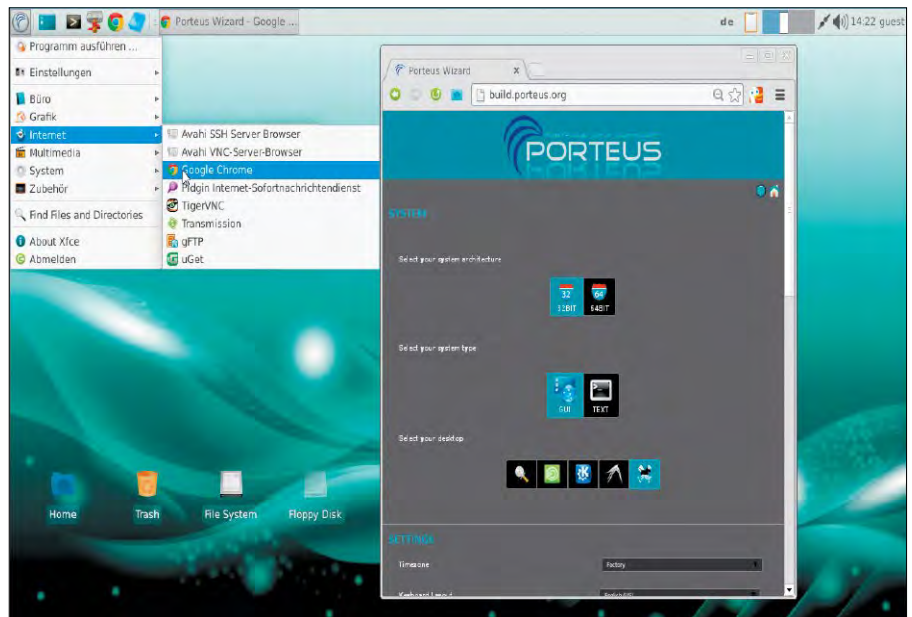 Porteus Wizard - Google ...
de
14:22 guest
Programm ausführen ...
Einstellungen
Büro
Grafik
Internet
Multimedia
System
Zubehör
Find Files and Directories
About Xfce
Abmelden
Avahi SSH Server Browser
Avahi VNC-Server-Browser
Google Chrome
Pidgin Internet-Sofortnachrichtendienst
TigerVNC
Transmission
gFTP
uGet
Home
Trash
File System
Floppy Disk
Porteus Wizard
x
build.porteus.org
PORTEUS
SYSTEM
Select your system architecture
32
64
32BIT
64BIT
Select your system type
GUI
TEXT
Select your desktop
SETTINGS
Timezone
Factory
Keyboard Layout